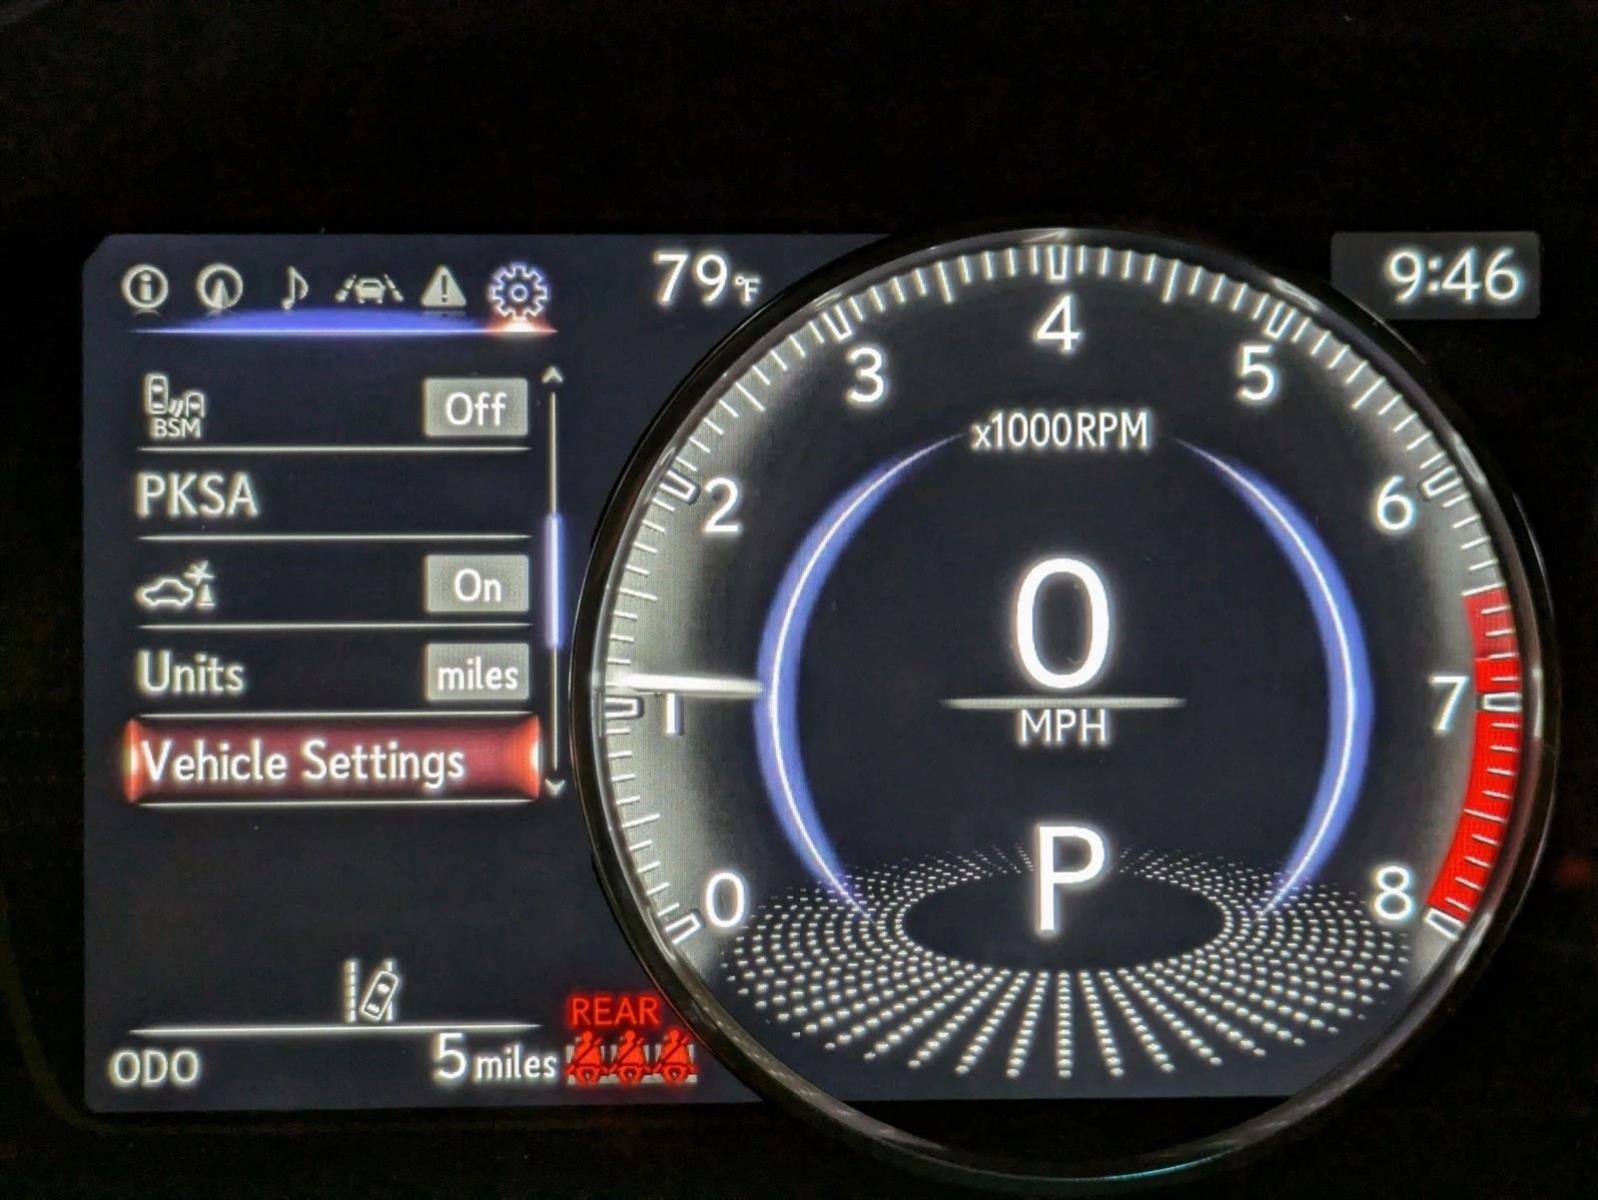 79°F
9:46
BSM
Off
PKSA
On
Units miles
Vehicle Settings
ODO 5 miles
REAR
0
1
2
3
4
5
6
7
8
x1000RPM
0
MPH
P